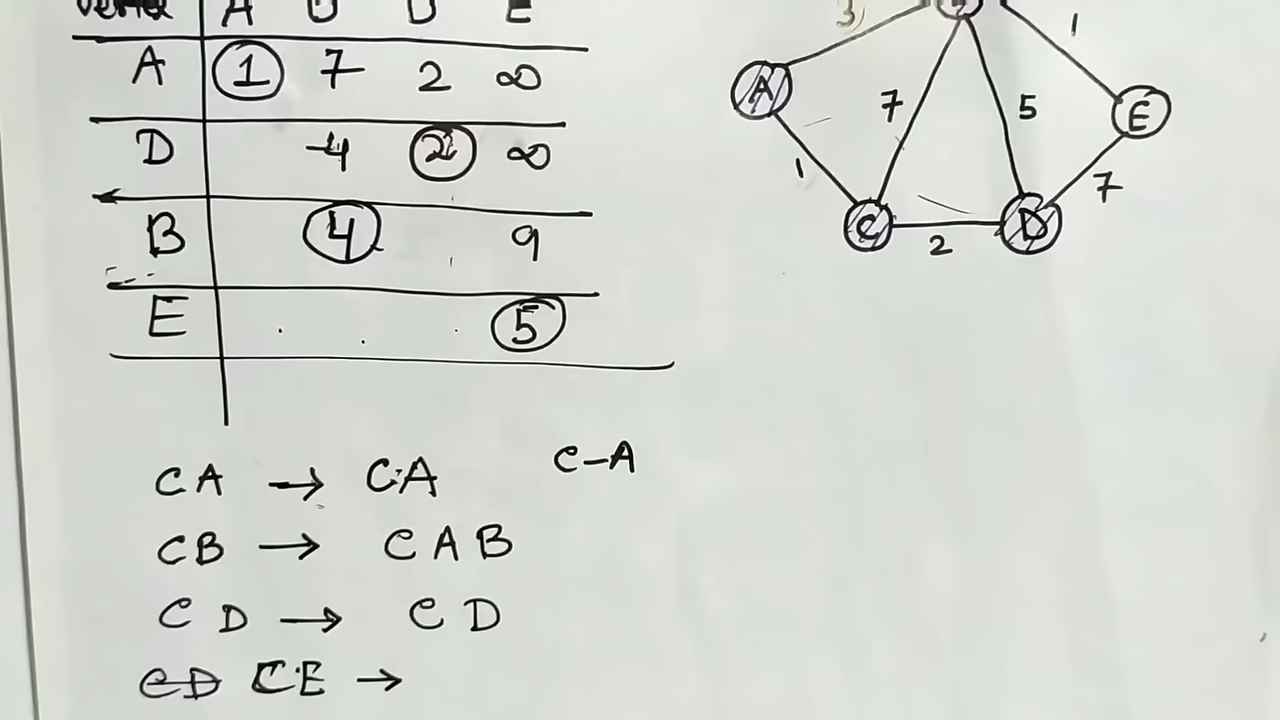 Vertex A B D E
A 1 7 2 ∞
D 4 2 ∞
B 4 9
E 5
3
1
A
7
5
E
1
7
C
D
2
CA → CA C-A
CB → CAB
CD → CD
CD CE →